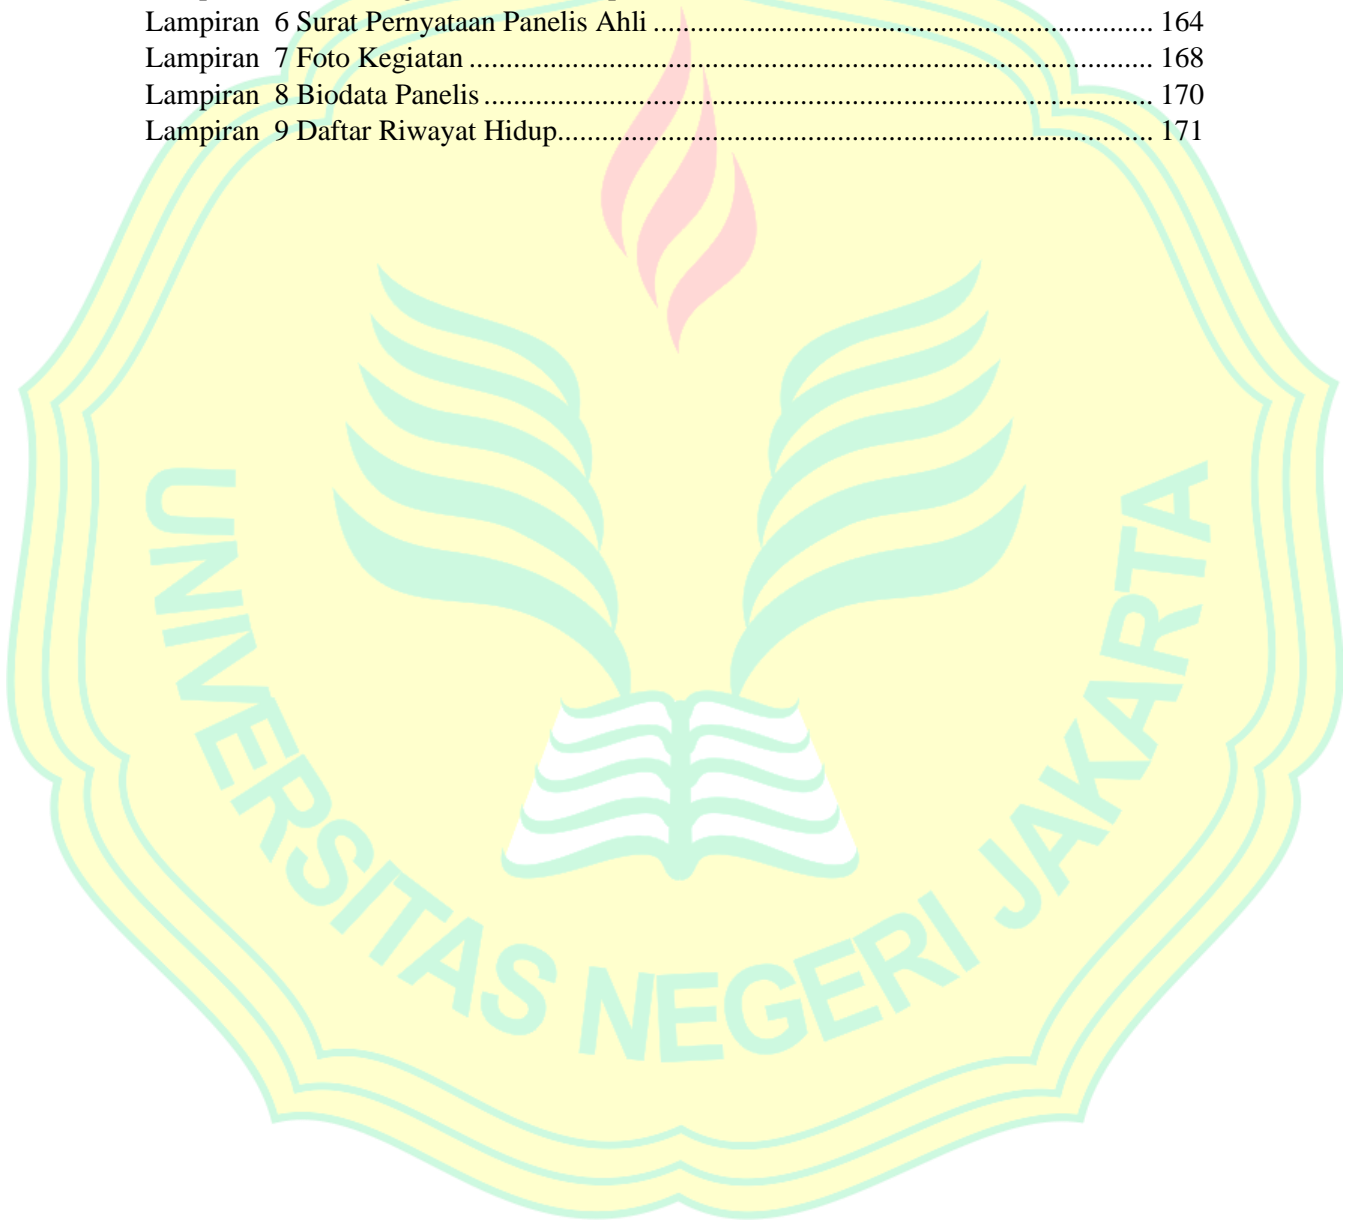 Lampiran  6 Surat Pernyataan Panelis Ahli ................................................................... 164
Lampiran  7 Foto Kegiatan ............................................................................................ 168
Lampiran  8 Biodata Panelis .......................................................................................... 170
Lampiran  9 Daftar Riwayat Hidup................................................................................ 171
UNIVERSITAS NEGERI JAKARTA